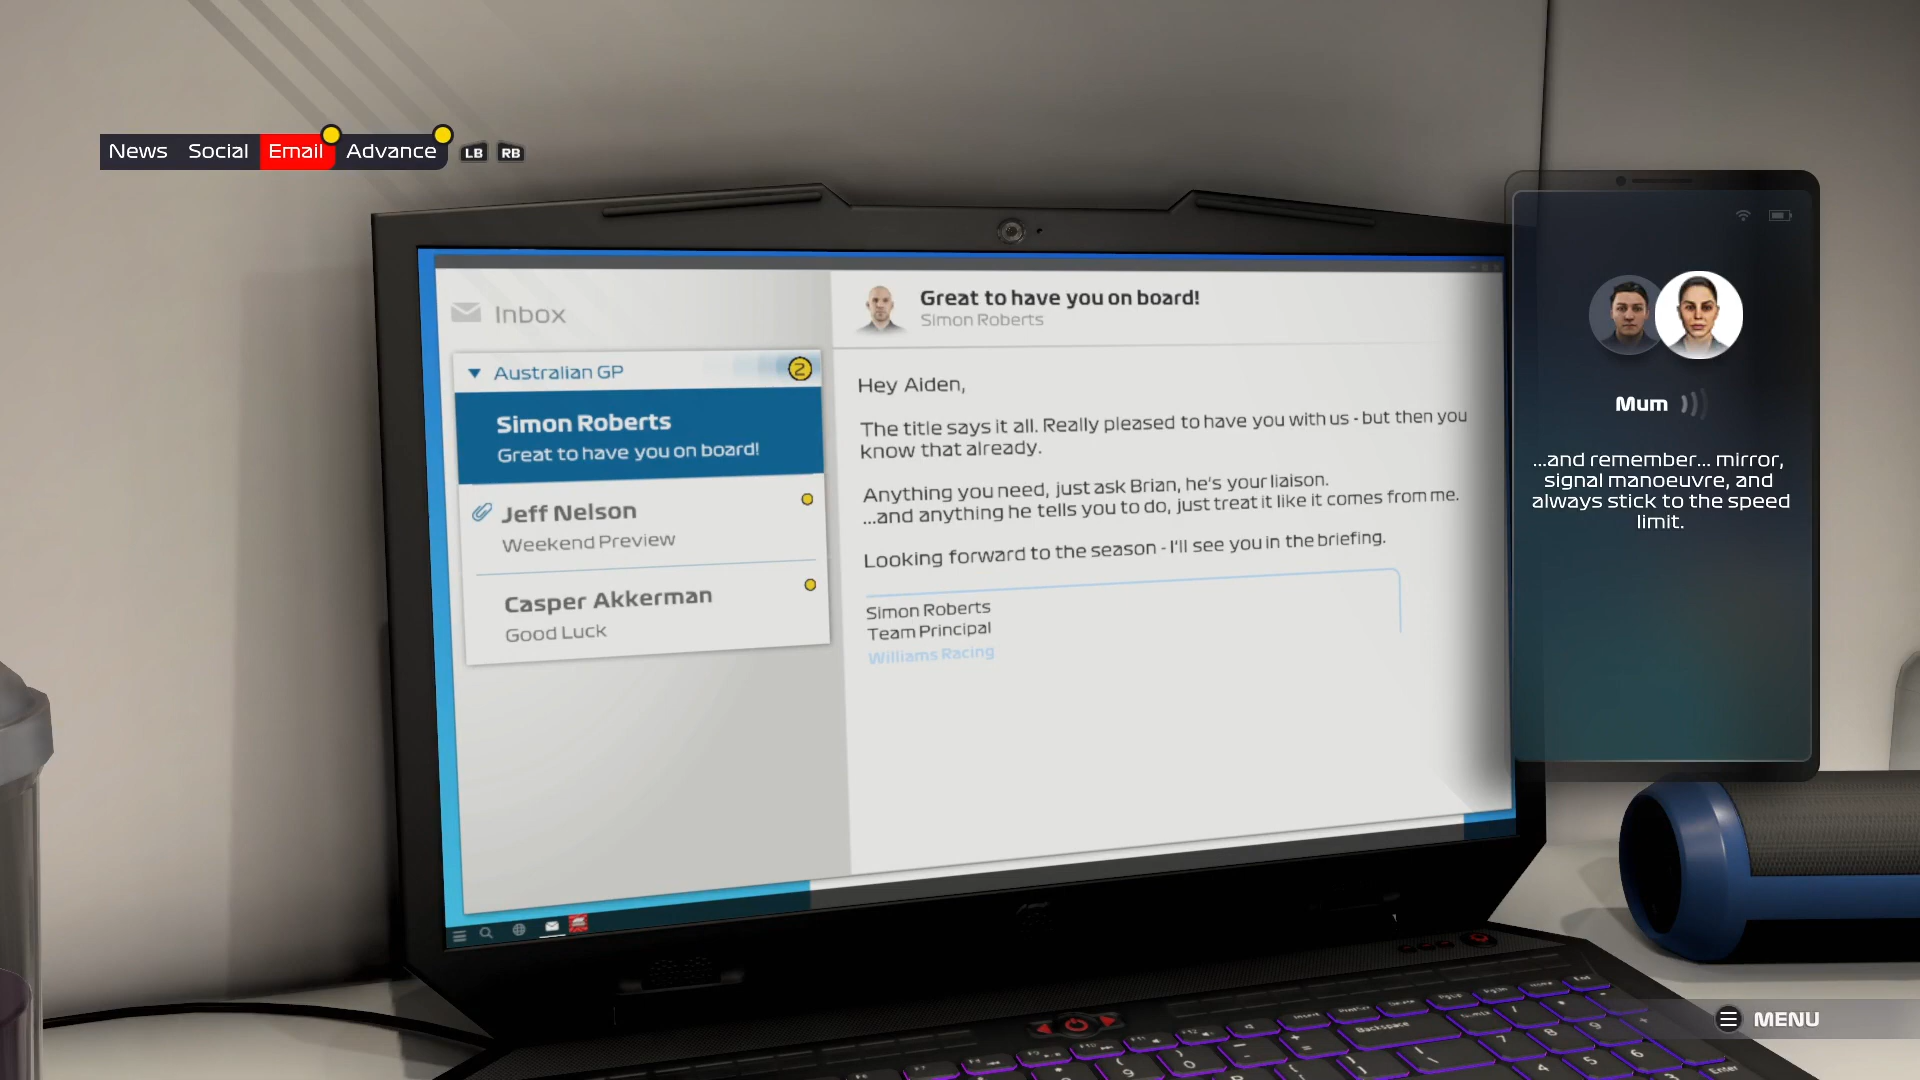 News Social Email Advance LB RB
Inbox
Australian GP 2
Simon Roberts
Great to have you on board!
Jeff Nelson
Weekend Preview
Casper Akkerman
Good Luck
Great to have you on board!
Simon Roberts
Hey Aiden,
The title says it all. Really pleased to have you with us - but then you
know that already.
Anything you need, just ask Brian, he's your liaison.
...and anything he tells you to do, just treat it like it comes from me.
Looking forward to the season - I'll see you in the briefing.
Simon Roberts
Team Principal
Williams Racing
Mum
...and remember... mirror,
signal manoeuvre, and
always stick to the speed
limit.
Backspace
Enter
MENU